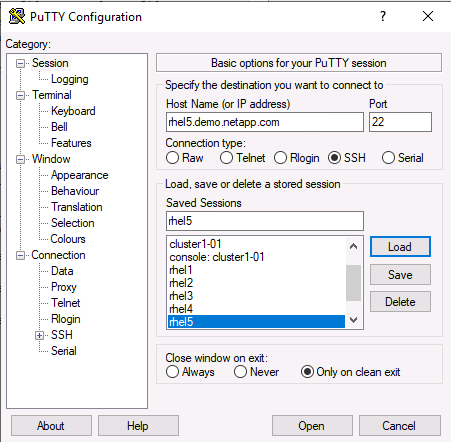 PuTTY Configuration
?
Category:
Session
Logging
Terminal
Keyboard
Bell
Features
Window
Appearance
Behaviour
Translation
Selection
Colours
Connection
Data
Proxy
Telnet
Rlogin
SSH
Serial
Basic options for your PuTTY session
Specify the destination you want to connect to
Host Name (or IP address) Port
rhel5.demo.netapp.com 22
Connection type:
Raw Telnet Rlogin SSH Serial
Load, save or delete a stored session
Saved Sessions
rhel5
cluster1-01
console: cluster1-01
rhel1
rhel2
rhel3
rhel4
rhel5
Load
Save
Delete
Close window on exit:
Always Never Only on clean exit
About Help Open Cancel